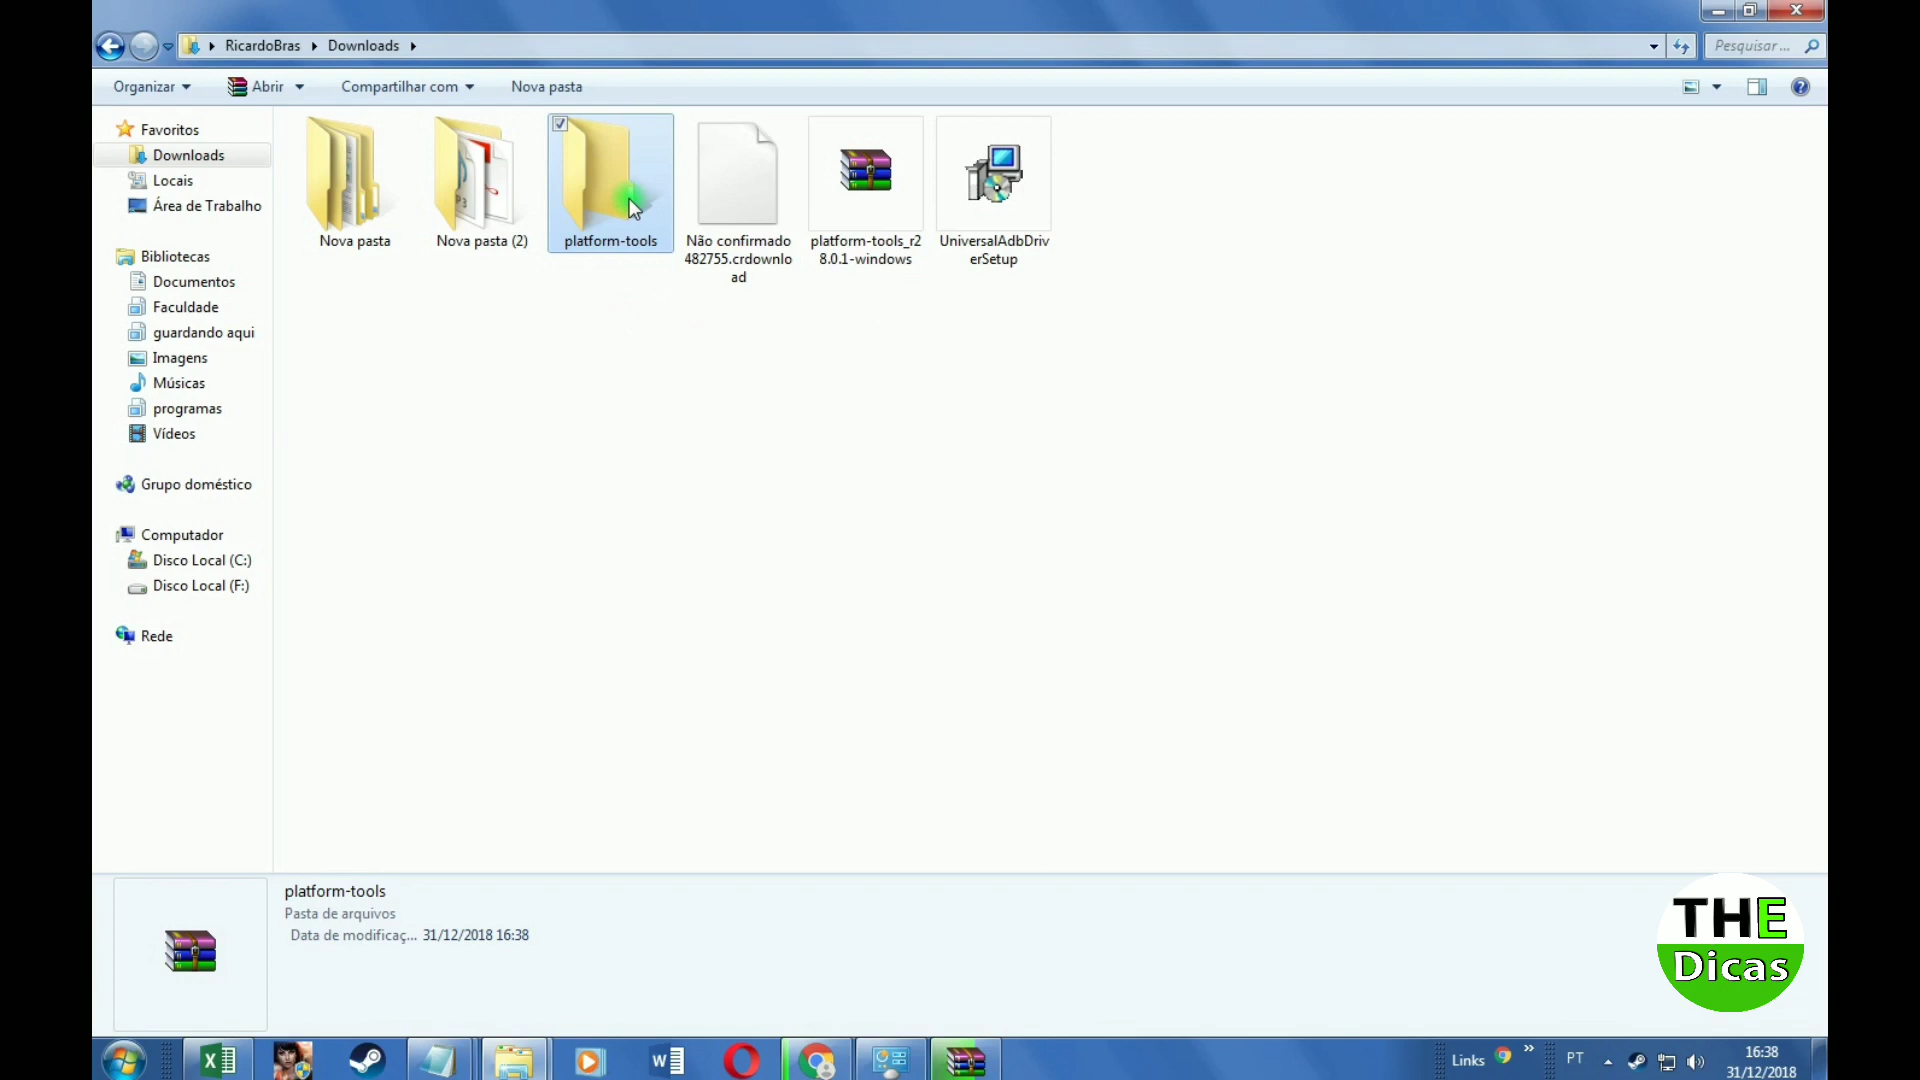 RicardoBras
Downloads
Pesquisar ...
Organizar
Abrir
Compartilhar com
Nova pasta
Favoritos
Downloads
Locais
Área de Trabalho
Bibliotecas
Documentos
Faculdade
guardando aqui
Imagens
Músicas
programas
Vídeos
Grupo doméstico
Computador
Disco Local (C:)
Disco Local (F:)
Rede
Nova pasta
Nova pasta (2)
platform-tools
Não confirmado
482755.crdownlo
ad
platform-tools_r2
8.0.1-windows
UniversalAdbDriv
erSetup
platform-tools
Pasta de arquivos
Data de modificaç... 31/12/2018 16:38
THE
Dicas
Links
»
PT
16:38
31/12/2018